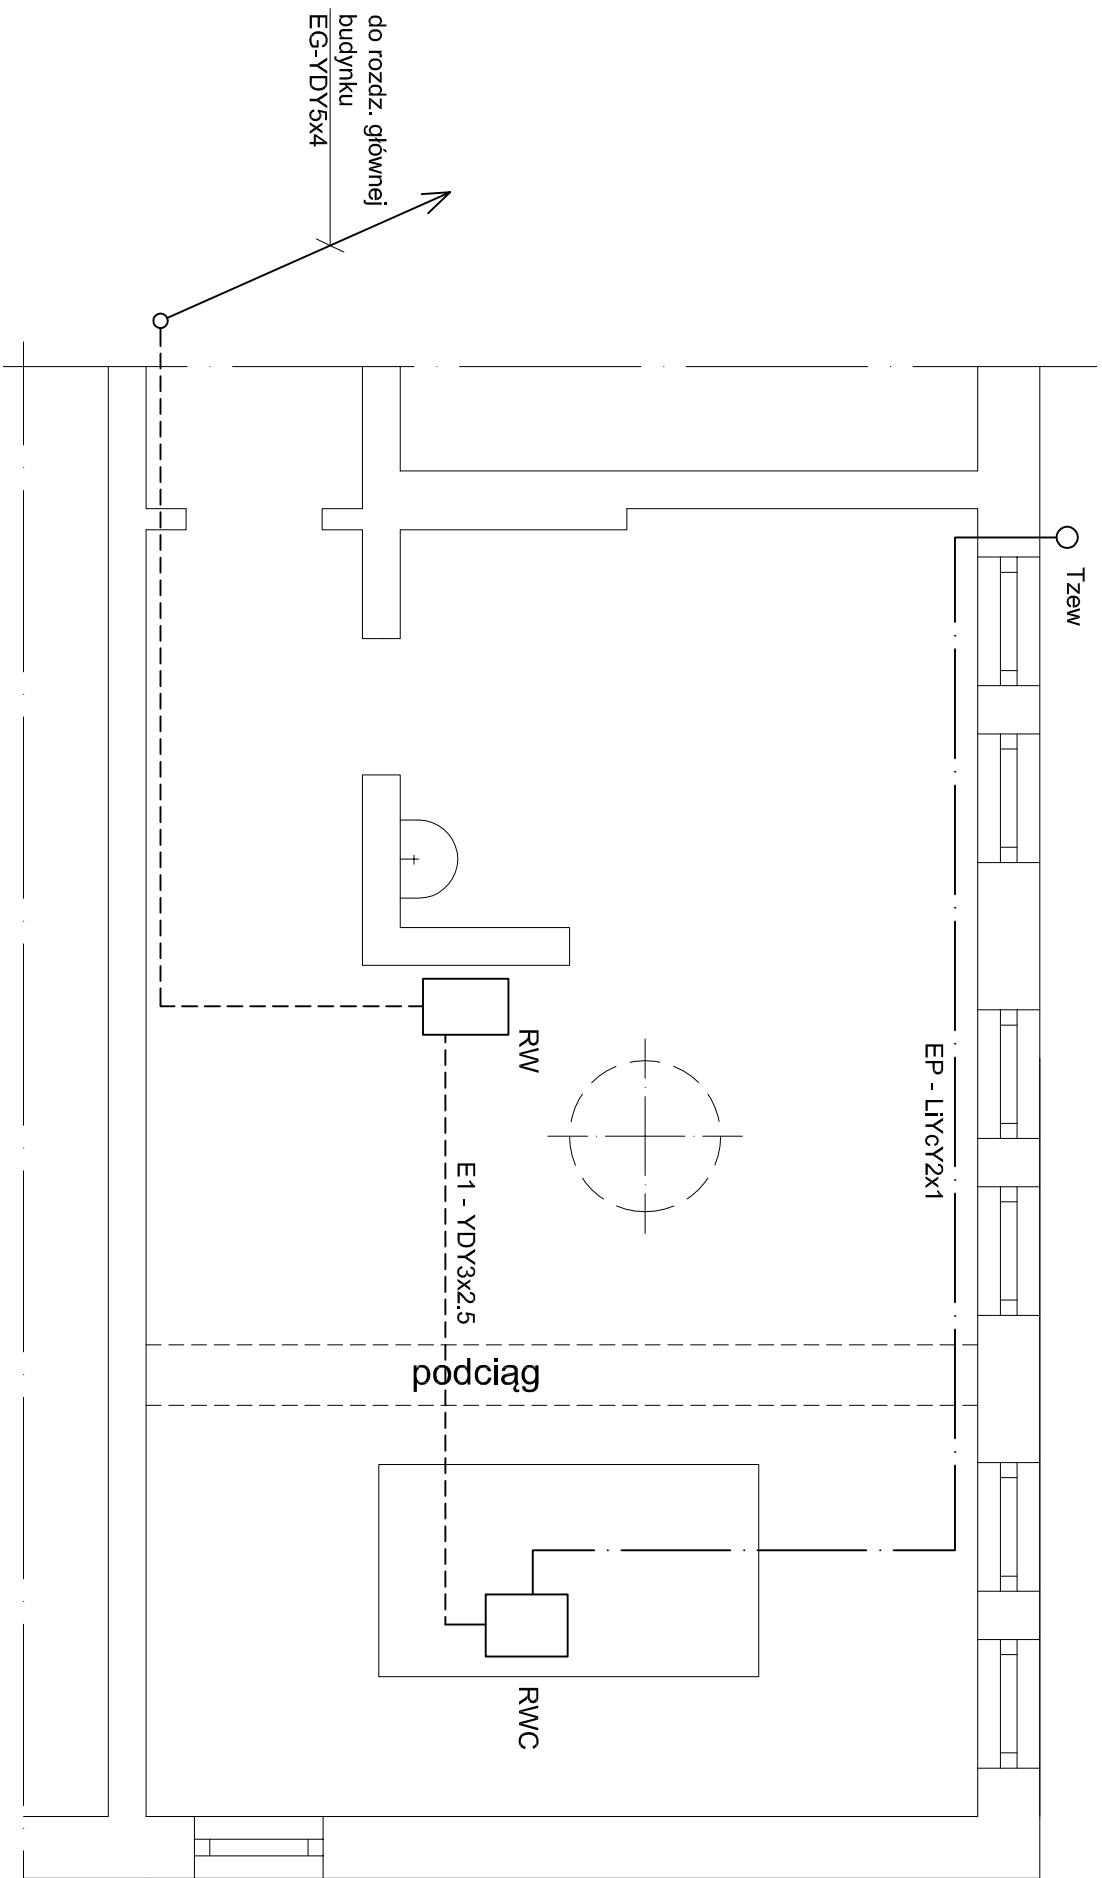 do rozdz. głównej
budynku
EG-YDY5x4
Tzew
EP - LiYcY2x1
RW
E1 - YDY3x2.5
podciąg
RWC